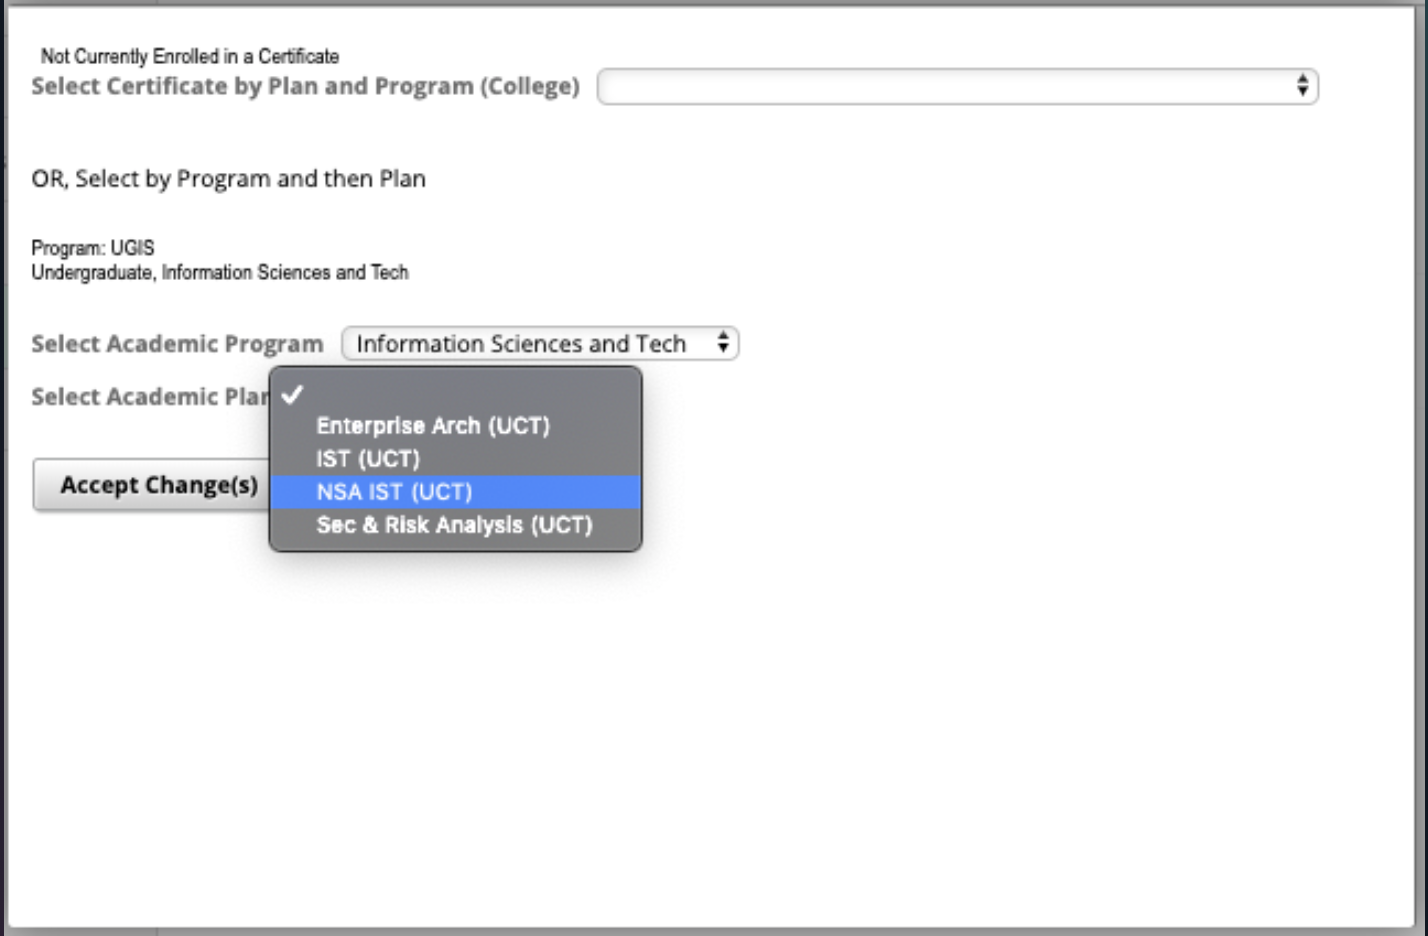 Not Currently Enrolled in a Certificate
Select Certificate by Plan and Program (College)
OR, Select by Program and then Plan
Program: UGIS
Undergraduate, Information Sciences and Tech
Select Academic Program Information Sciences and Tech
Select Academic Plan
Enterprise Arch (UCT)
IST (UCT)
NSA IST (UCT)
Sec & Risk Analysis (UCT)
Accept Change(s)